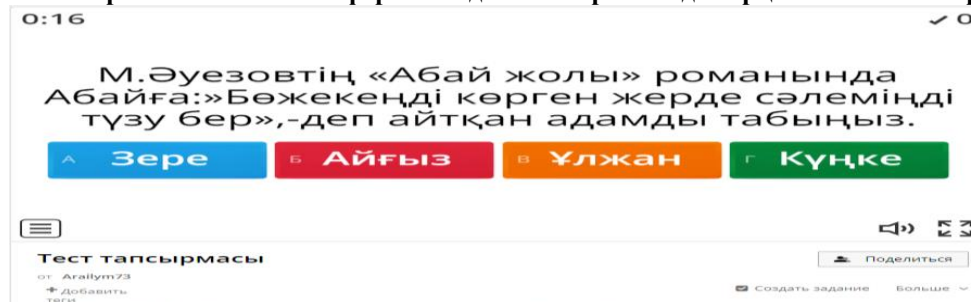 0:16
✓ 0
М.Әуезовтің «Абай жолы» романында
Абайға:»Бөжекеңді көрген жерде сәлеміңді
түзу бер»,-деп айтқан адамды табыңыз.
А Зере
Б Айғыз
В Ұлжан
Г Күңке
Тест тапсырмасы
Поделиться
от Arailym73
+ Добавить
теги
Создать задание Больше